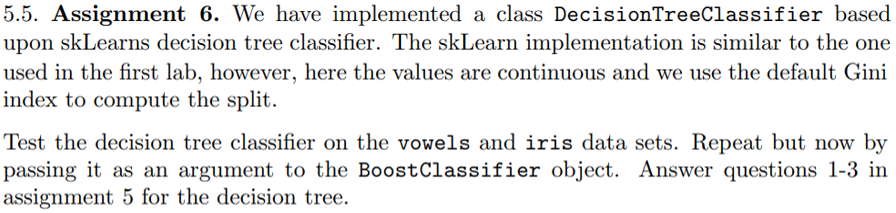 5.5. Assignment 6. We have implemented a class DecisionTreeClassifier based
upon skLearns decision tree classifier. The skLearn implementation is similar to the one
used in the first lab, however, here the values are continuous and we use the default Gini
index to compute the split.
Test the decision tree classifier on the vowels and iris data sets. Repeat but now by
passing it as an argument to the BoostClassifier object. Answer questions 1-3 in
assignment 5 for the decision tree.